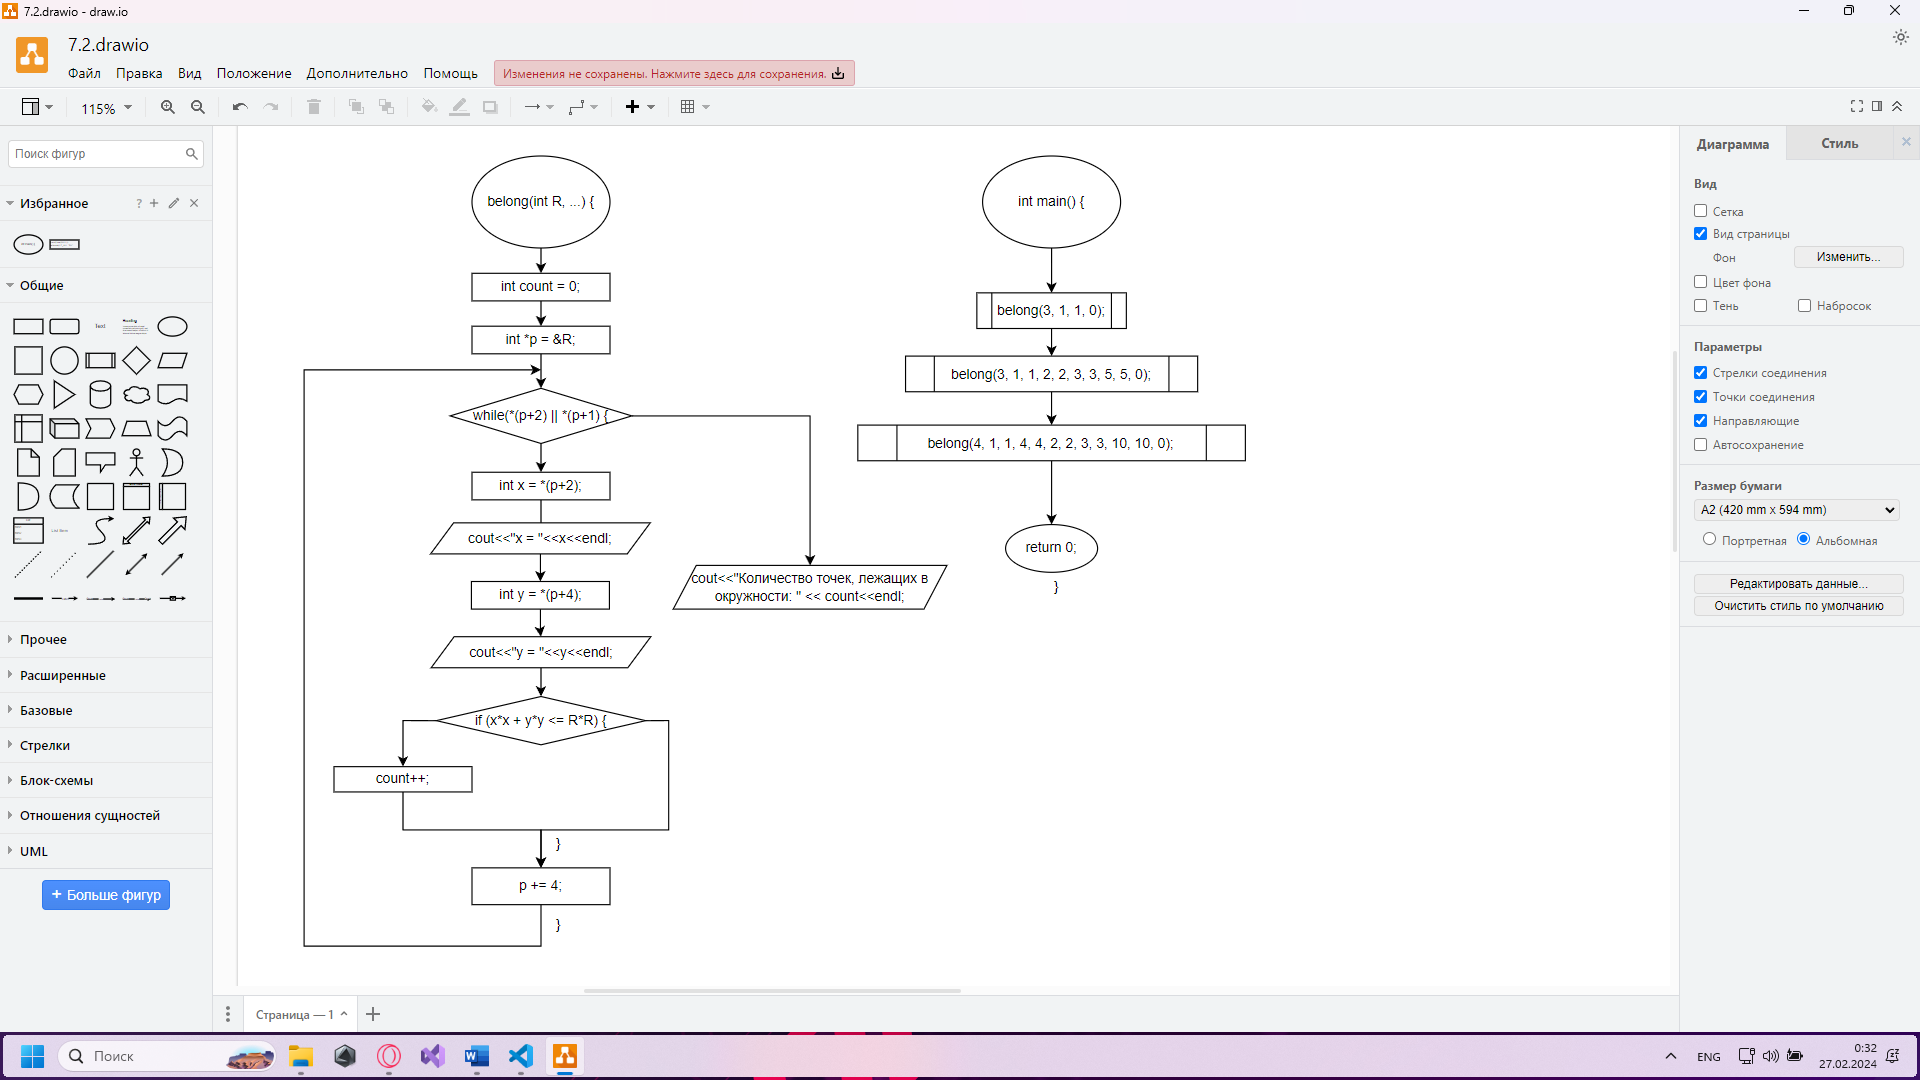 7.2.drawio - draw.io
7.2.drawio
Файл Правка Вид Положение Дополнительно Помощь
Изменения не сохранены. Нажмите здесь для сохранения.
115%
Поиск фигур
Избранное
?
Общие
Text
Heading
Прочее
Расширенные
Базовые
Стрелки
Блок-схемы
Отношения сущностей
UML
+ Больше фигур
belong(int R, ...) {
int count = 0;
int *p = &R;
while(*(p+2) || *(p+1) {
int x = *(p+2);
cout<<"x = "<<x<<endl;
int y = *(p+4);
cout<<"y = "<<y<<endl;
if (x*x + y*y <= R*R) {
count++;
}
p += 4;
}
cout<<"Количество точек, лежащих в
окружности: " << count<<endl;
int main() {
belong(3, 1, 1, 0);
belong(3, 1, 1, 2, 2, 3, 3, 5, 5, 0);
belong(4, 1, 1, 4, 4, 2, 2, 3, 3, 10, 10, 0);
return 0;
}
Диаграмма
Стиль
Вид
Сетка
Вид страницы
Фон
Изменить...
Цвет фона
Тень
Набросок
Параметры
Стрелки соединения
Точки соединения
Направляющие
Автосохранение
Размер бумаги
A2 (420 mm x 594 mm)
Портретная
Альбомная
Редактировать данные...
Очистить стиль по умолчанию
Страница — 1
Поиск
ENG
0:32
27.02.2024